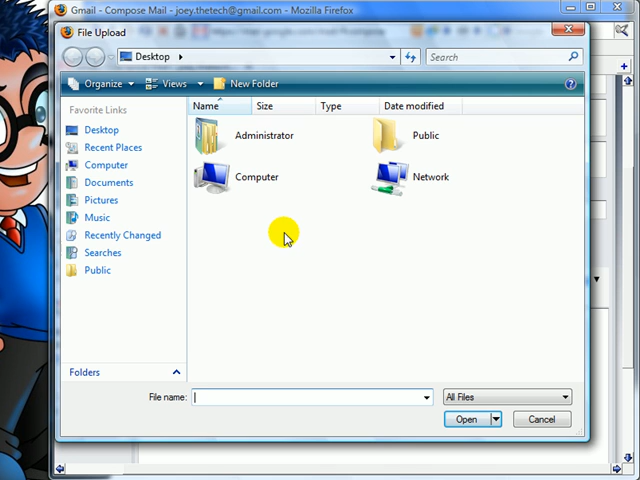 Gmail - Compose Mail - joey.thetech@gmail.com - Mozilla Firefox
File Upload
Desktop
Search
Organize
Views
New Folder
Favorite Links
Name
Size
Type
Date modified
Desktop
Recent Places
Computer
Documents
Pictures
Music
Recently Changed
Searches
Public
Administrator
Public
Computer
Network
Folders
File name:
All Files
Open
Cancel